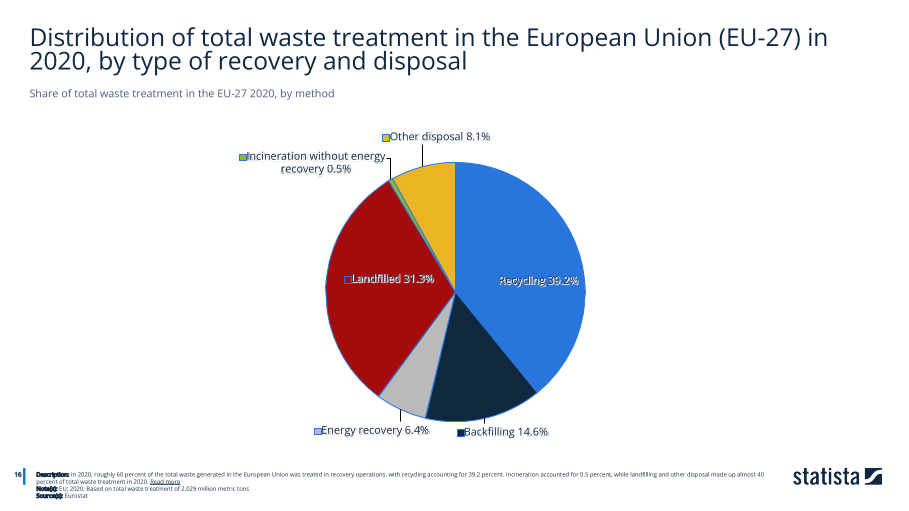 Distribution of total waste treatment in the European Union (EU-27) in
2020, by type of recovery and disposal
Share of total waste treatment in the EU-27 2020, by method
Other disposal 8.1%
Incineration without energy
recovery 0.5%
Landfilled 31.3%
Recycling 39.2%
Energy recovery 6.4%
Backfilling 14.6%
16
Description: In 2020, roughly 60 percent of the total waste generated in the European Union was treated in recovery operations, with recycling accounting for 39.2 percent. Incineration accounted for 0.5 percent, while landfilling and other disposal made up almost 40
percent of total waste treatment in 2020. Read more
Note(s): EU; 2020; Based on total waste treatment of 2,029 million metric tons
Source(s): Eurostat
statista